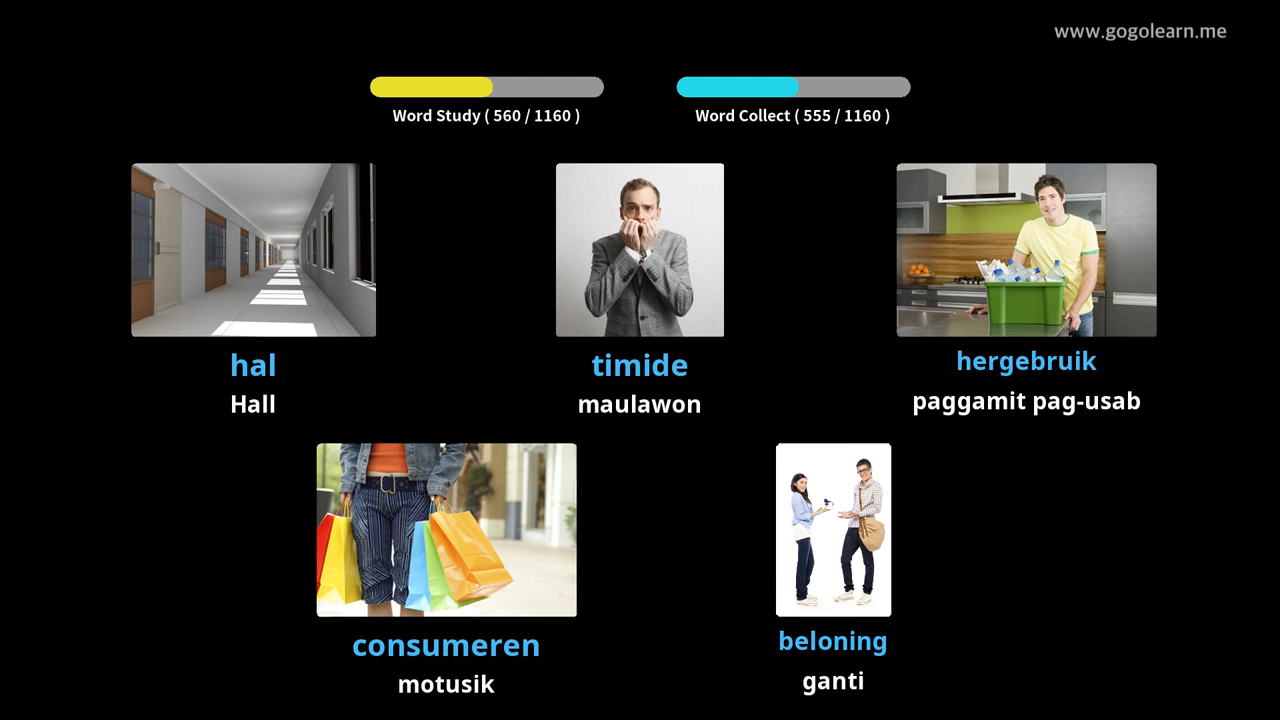 www.gogolearn.me
Word Study ( 560 / 1160 )
Word Collect ( 555 / 1160 )
hal
Hall
timide
maulawon
hergebruik
paggamit pag-usab
consumeren
motusik
beloning
ganti